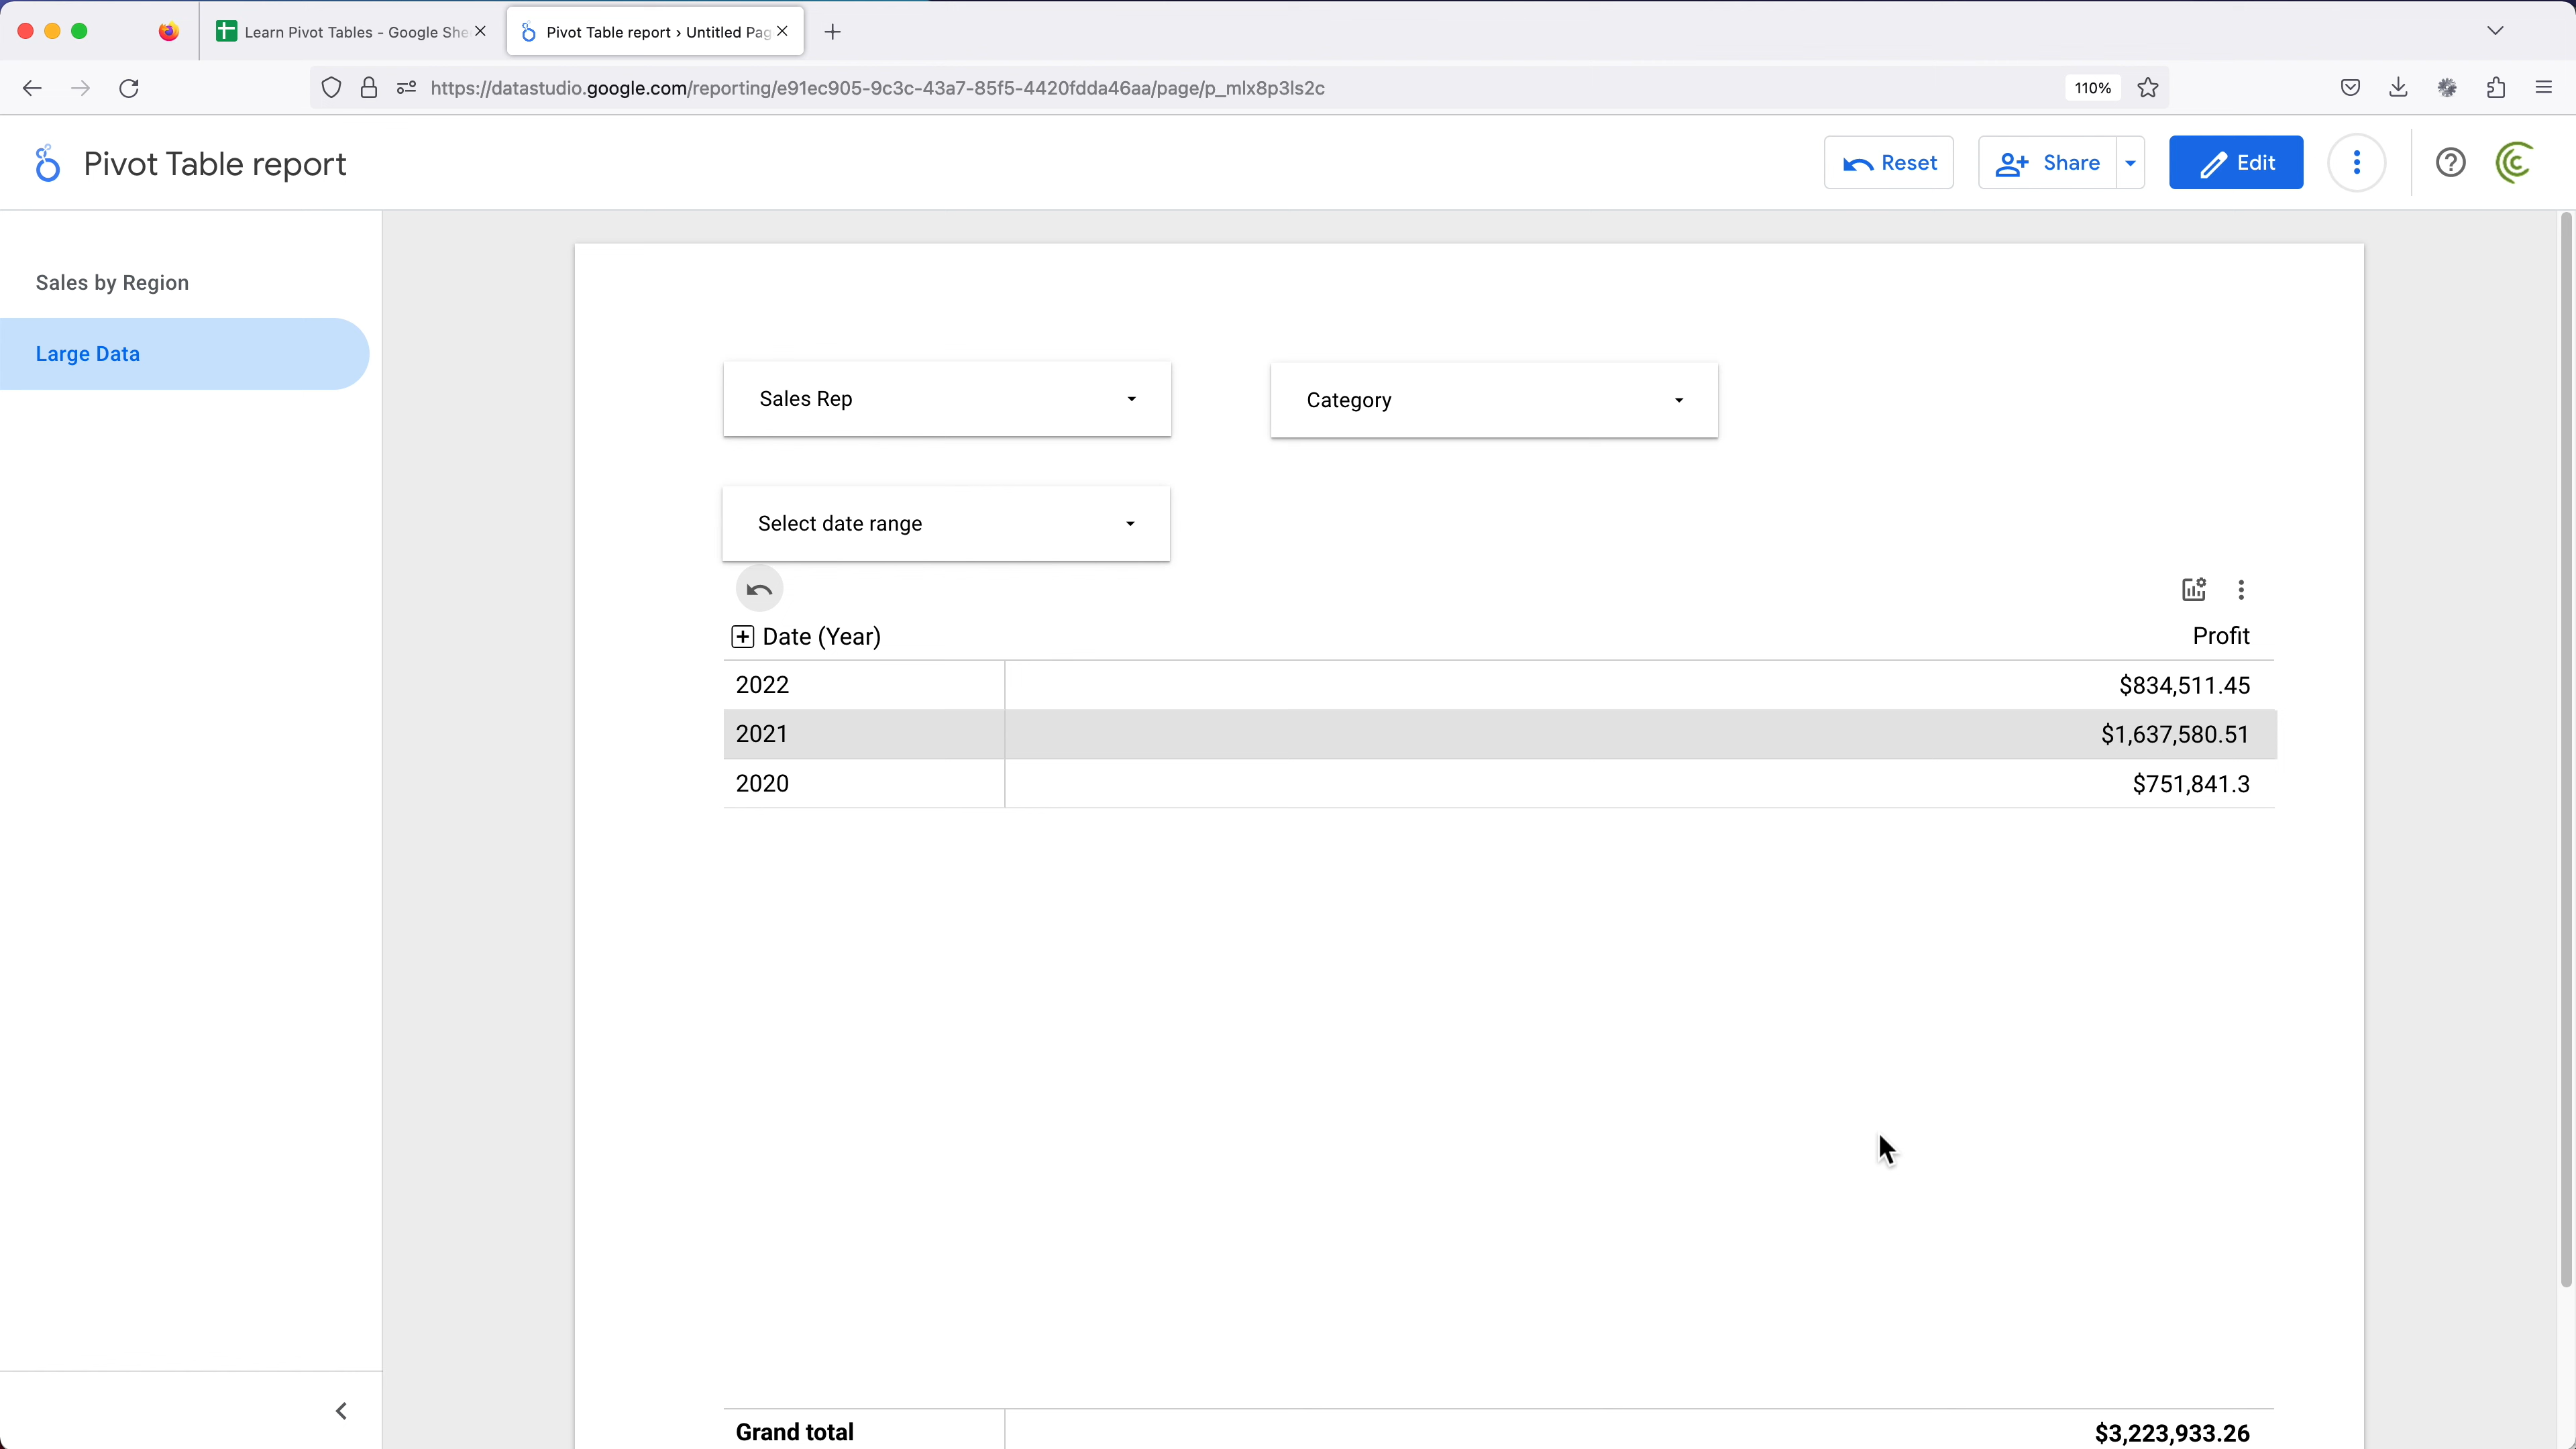 Learn Pivot Tables - Google She
Pivot Table report › Untitled Pag
https://datastudio.google.com/reporting/e91ec905-9c3c-43a7-85f5-4420fdda46aa/page/p_mlx8p3ls2c
110%
Pivot Table report
Reset
Share
Edit
Sales by Region
Large Data
Sales Rep
Category
Select date range
Date (Year) Profit
2022 $834,511.45
2021 $1,637,580.51
2020 $751,841.3
Grand total $3,223,933.26